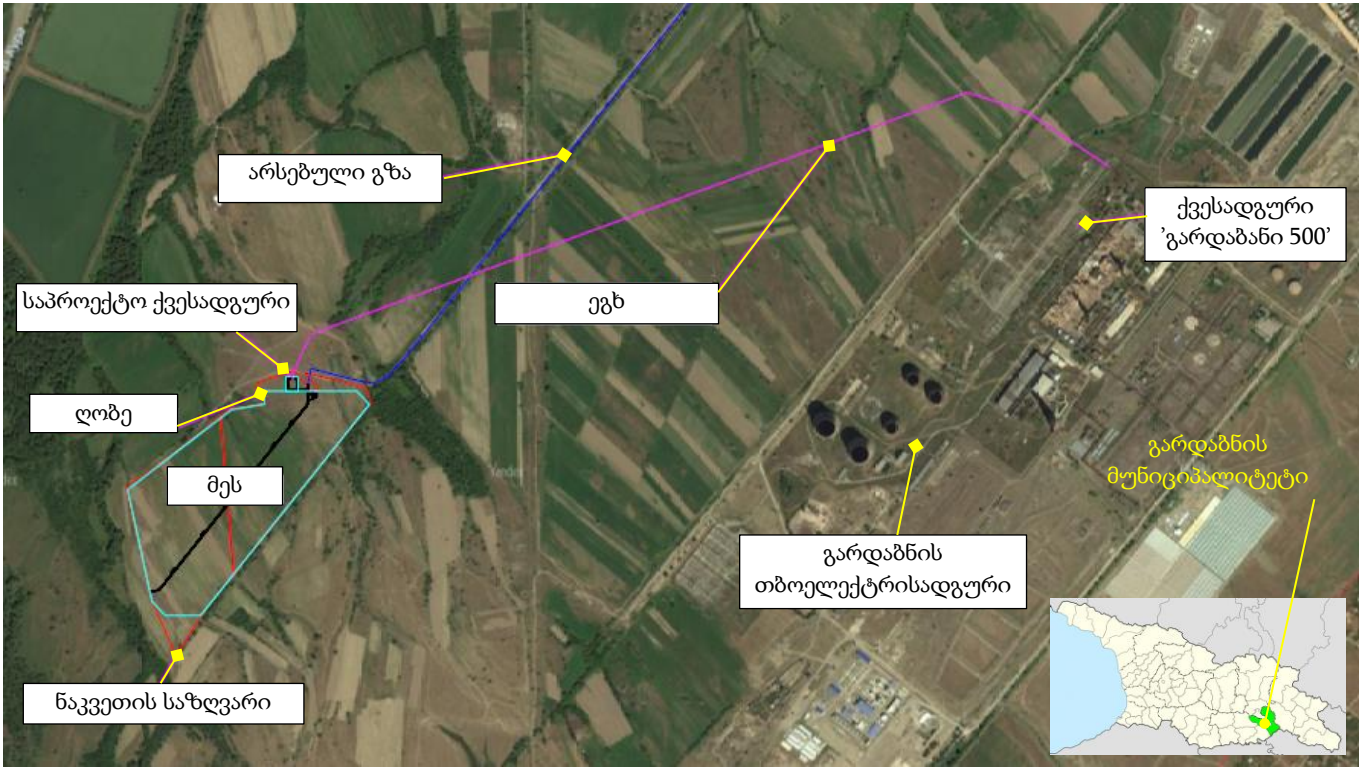 არსებული გზა
ქვესადგური
'გარდაბანი 500'
საპროექტო ქვესადგური
ეგხ
ღობე
მეს
გარდაბნის
მუნიციპალიტეტი
გარდაბნის
თბოელექტრისადგური
ნაკვეთის საზღვარი